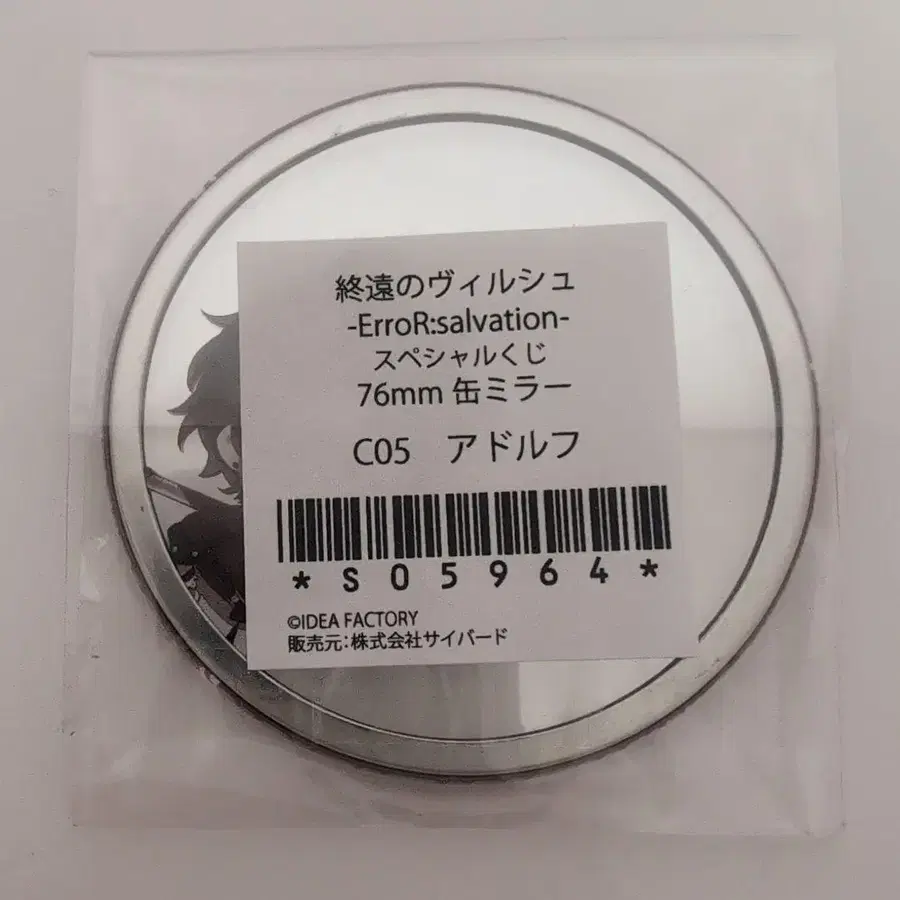 終遠のヴィルシュ
-ErroR:salvation-
スペシャルくじ
76mm 缶ミラー
C05　アドルフ
*S05964*
©IDEA FACTORY
販売元：株式会社サイバード